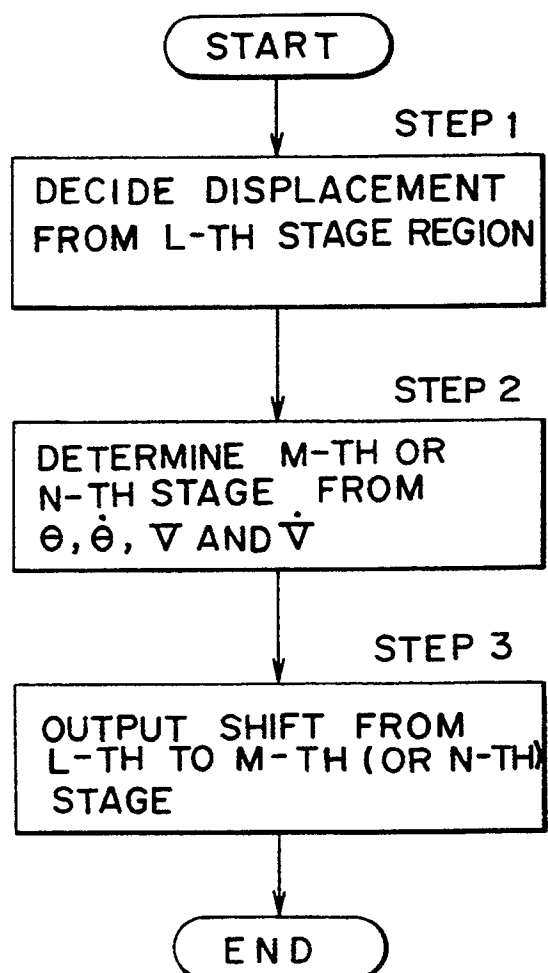 START
STEP 1
DECIDE DISPLACEMENT
FROM L-TH STAGE REGION
STEP 2
DETERMINE M-TH OR
N-TH STAGE FROM
θ, θ̇, V AND V̇
STEP 3
OUTPUT SHIFT FROM
L-TH TO M-TH (OR N-TH)
STAGE
END